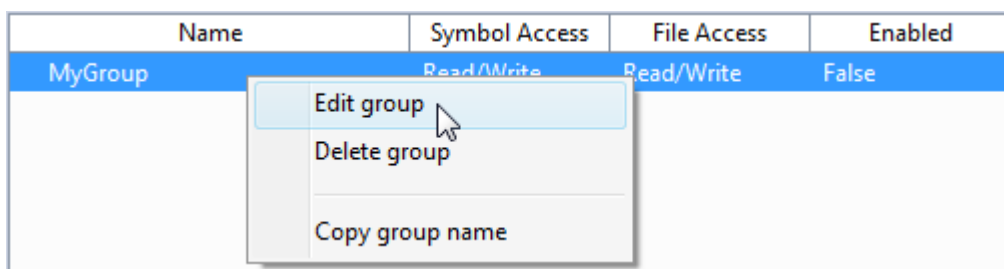 Name Symbol Access File Access Enabled
MyGroup Read/Write Read/Write False
Edit group
Delete group
Copy group name